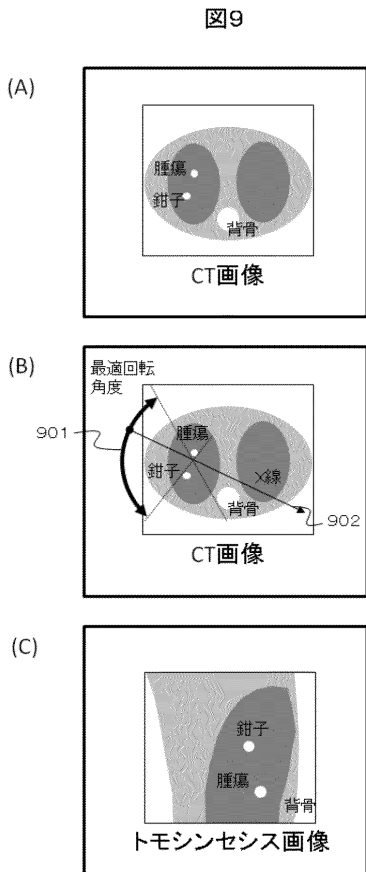 図9
(A)
腫瘍
鉗子
背骨
CT画像
(B)
最適回転
角度
901
腫瘍
鉗子
X線
背骨
902
CT画像
(C)
鉗子
腫瘍
背骨
トモシンセシス画像